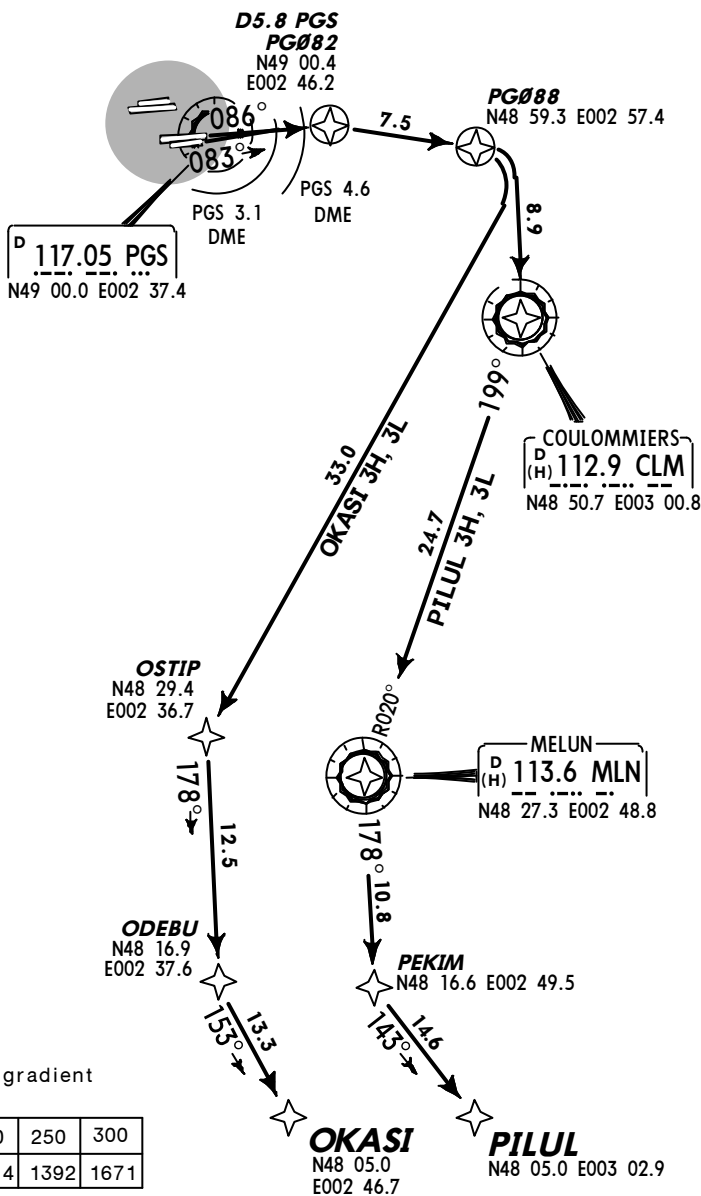 D5.8 PGS
PGØ82
N49 00.4
E002 46.2
PGØ88
N48 59.3 E002 57.4
086°
083°
7.5
PGS 3.1
DME
PGS 4.6
DME
8.9
D 117.05 PGS
N49 00.0 E002 37.4
199°
COULOMMIERS
D
(H) 112.9 CLM
N48 50.7 E003 00.8
33.0
OKASI 3H, 3L
24.7
PILUL 3H, 3L
OSTIP
N48 29.4
E002 36.7
R020°
MELUN
D
(H) 113.6 MLN
N48 27.3 E002 48.8
178°
12.5
178°
10.8
ODEBU
N48 16.9
E002 37.6
PEKIM
N48 16.6 E002 49.5
153°
13.3
143°
14.6
gradient
0 250 300
4 1392 1671
OKASI
N48 05.0
E002 46.7
PILUL
N48 05.0 E003 02.9